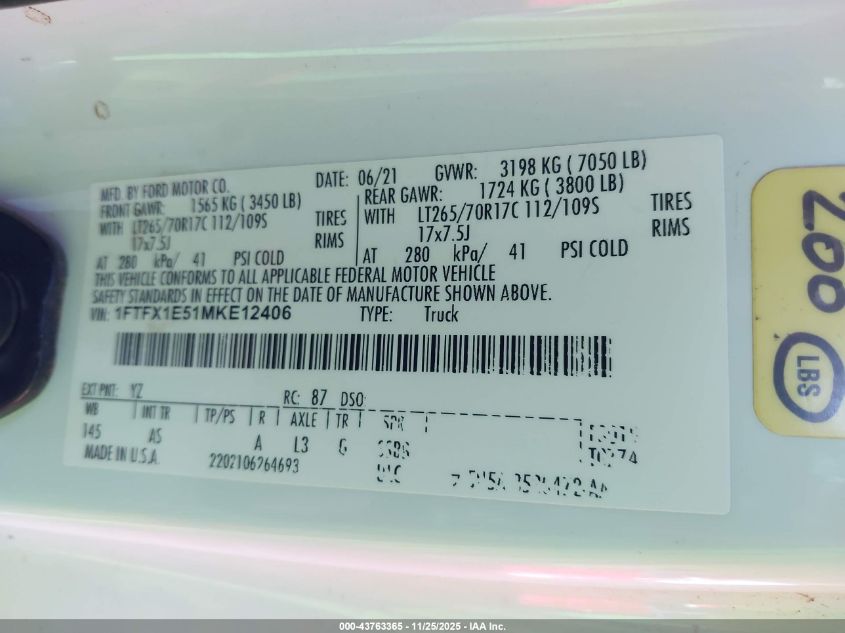 MFD. BY FORD MOTOR CO. DATE: 06/21 GVWR: 3198 KG ( 7050 LB)
FRONT GAWR: 1565 KG ( 3450 LB) REAR GAWR: 1724 KG ( 3800 LB)
WITH LT265/70R17C 112/109S TIRES WITH LT265/70R17C 112/109S TIRES
17x7.5J RIMS 17x7.5J RIMS
AT 280 kPa/ 41 PSI COLD AT 280 kPa/ 41 PSI COLD
THIS VEHICLE CONFORMS TO ALL APPLICABLE FEDERAL MOTOR VEHICLE
SAFETY STANDARDS IN EFFECT ON THE DATE OF MANUFACTURE SHOWN ABOVE.
VIN: 1FTFX1E51MKE12406 TYPE: Truck
EXT PNT: YZ RC: 87 DSO:
WB INT TR TP/PS R AXLE TR SPR
145 AS A L3 G
MADE IN U.S.A. 2202106264693
200
LBS
000-43763365 - 11/25/2025 - IAA Inc.